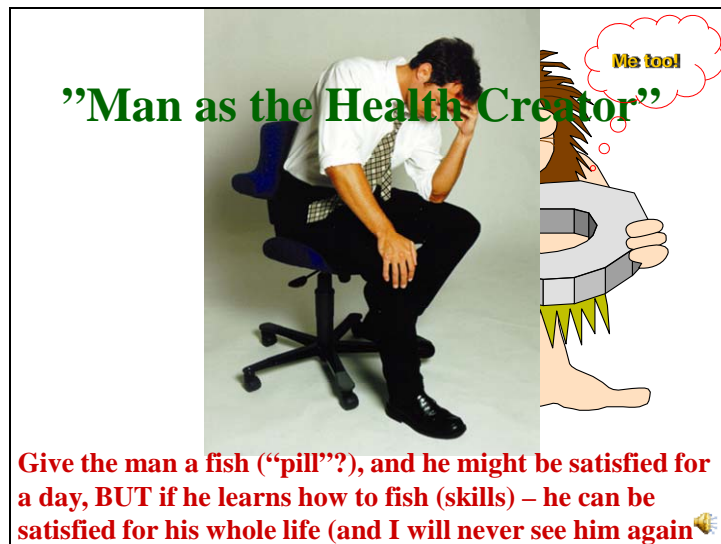 Me too!
”Man as the Health Creator”
Give the man a fish (“pill”?), and he might be satisfied for
a day, BUT if he learns how to fish (skills) – he can be
satisfied for his whole life (and I will never see him again